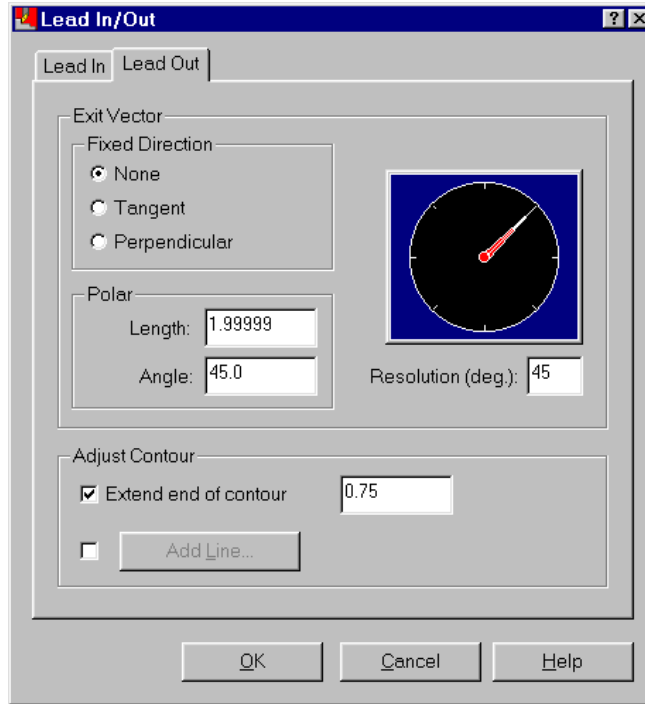 Lead In/Out
Lead In Lead Out
Exit Vector
Fixed Direction
None
Tangent
Perpendicular
Polar
Length: 1.99999
Angle: 45.0
Resolution (deg.): 45
Adjust Contour
Extend end of contour 0.75
Add Line...
OK Cancel Help